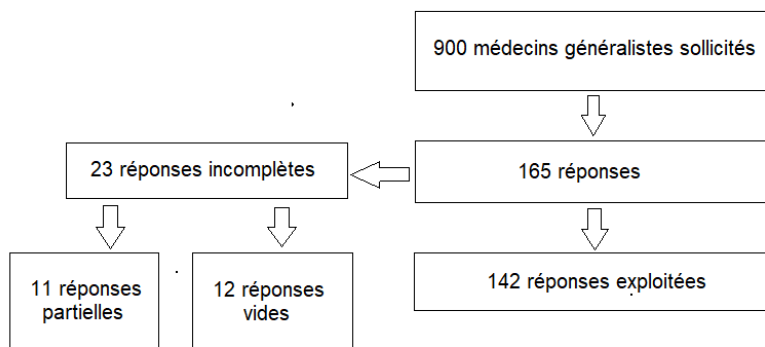 900 médecins généralistes sollicités
23 réponses incomplètes
165 réponses
11 réponses
partielles
12 réponses
vides
142 réponses exploitées